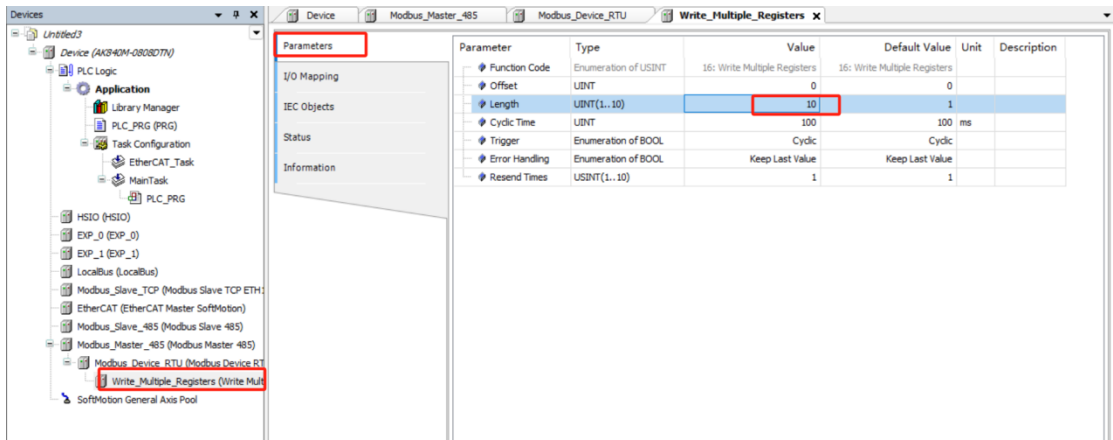 Devices
Untitled3
Device (AK840M-0808DTN)
PLC Logic
Application
Library Manager
PLC_PRG (PRG)
Task Configuration
EtherCAT_Task
MainTask
PLC_PRG
HSIO (HSIO)
EXP_0 (EXP_0)
EXP_1 (EXP_1)
LocalBus (LocalBus)
Modbus_Slave_TCP (Modbus Slave TCP ETH
EtherCAT (EtherCAT Master SoftMotion)
Modbus_Slave_485 (Modbus Slave 485)
Modbus_Master_485 (Modbus Master 485)
Modbus_Device_RTU (Modbus Device RT
Write_Multiple_Registers (Write Mult
SoftMotion General Axis Pool
Device Modbus_Master_485 Modbus_Device_RTU Write_Multiple_Registers X
Parameters
I/O Mapping
IEC Objects
Status
Information
Parameter Type Value Default Value Unit Description
Function Code Enumeration of USINT 16: Write Multiple Registers 16: Write Multiple Registers
Offset UINT 0 0
Length UINT(1..10) 10 1
Cyclic Time UINT 100 100 ms
Trigger Enumeration of BOOL Cyclic Cyclic
Error Handling Enumeration of BOOL Keep Last Value Keep Last Value
Resend Times USINT(1..10) 1 1